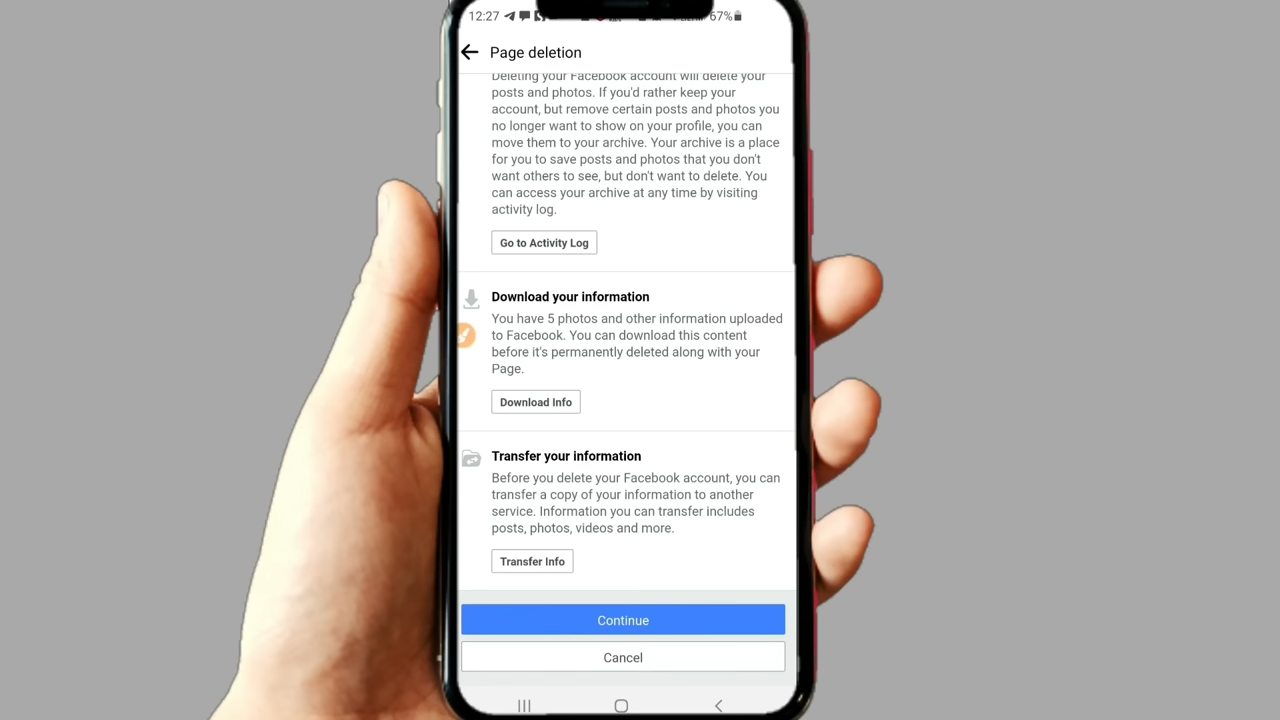 12:27
67%
Page deletion
Deleting your Facebook account will delete your
posts and photos. If you'd rather keep your
account, but remove certain posts and photos you
no longer want to show on your profile, you can
move them to your archive. Your archive is a place
for you to save posts and photos that you don't
want others to see, but don't want to delete. You
can access your archive at any time by visiting
activity log.
Go to Activity Log
Download your information
You have 5 photos and other information uploaded
to Facebook. You can download this content
before it's permanently deleted along with your
Page.
Download Info
Transfer your information
Before you delete your Facebook account, you can
transfer a copy of your information to another
service. Information you can transfer includes
posts, photos, videos and more.
Transfer Info
Continue
Cancel